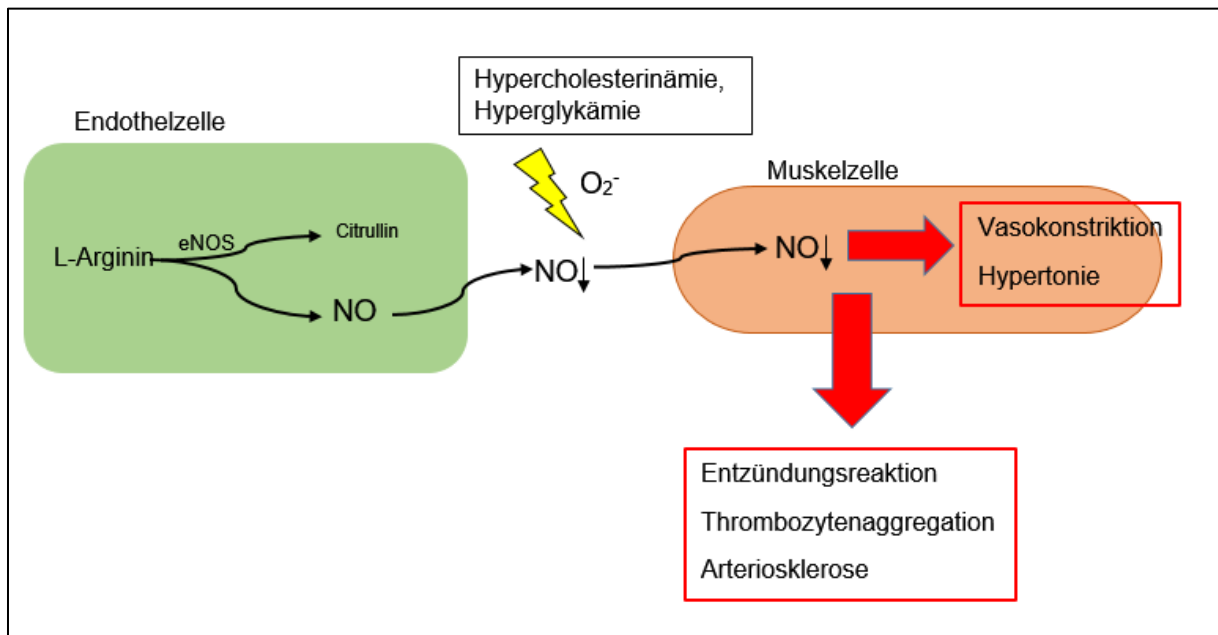 Hypercholesterinämie,
Hyperglykämie
Endothelzelle
O₂⁻
Muskelzelle
L-Arginin
eNOS
Citrullin
NO
NO↓
NO↓
Vasokonstriktion
Hypertonie
Entzündungsreaktion
Thrombozytenaggregation
Arteriosklerose